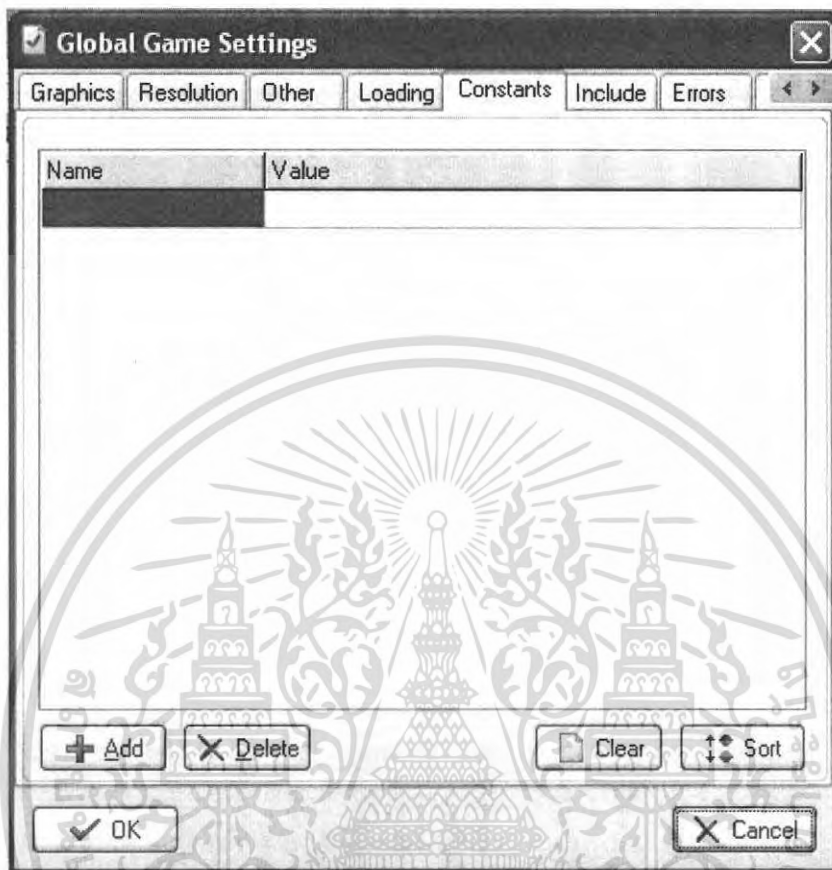 Global Game Settings
Graphics Resolution Other Loading Constants Include Errors
Name Value
Add Delete Clear Sort
OK Cancel